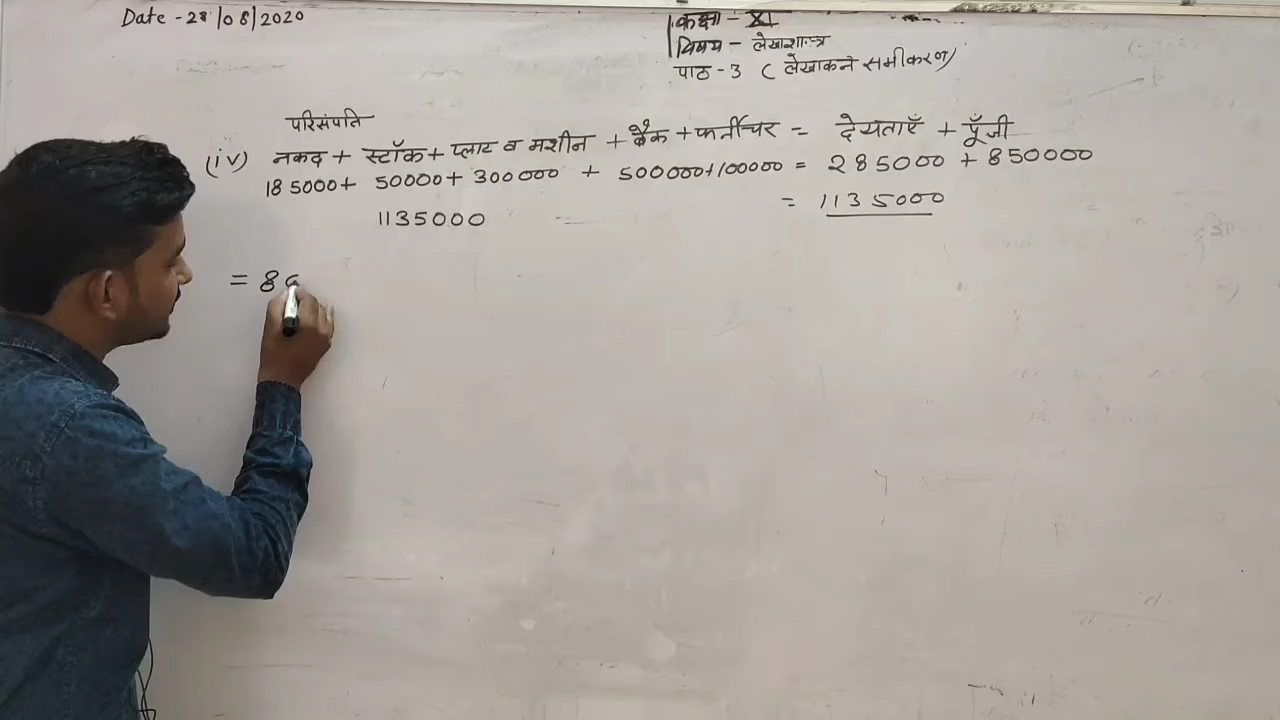 Date - 28/08/2020
कक्षा - XI
विषय - लेखाशास्त्र
पाठ - 3 ( लेखाकन समीकरण)
परिसंपति
(iv) नकद + स्टॉक + प्लाट व मशीन + बैंक + फर्नीचर = देयताएँ + पूँजी
185000 + 50000 + 300000 + 500000 + 100000 = 285000 + 850000
1135000 = 1135000
= 8